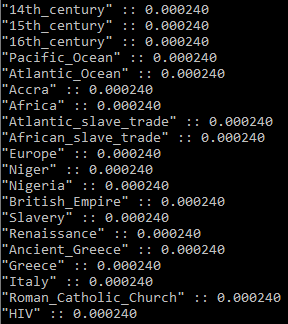 "14th_century" :: 0.000240
"15th_century" :: 0.000240
"16th_century" :: 0.000240
"Pacific_Ocean" :: 0.000240
"Atlantic_Ocean" :: 0.000240
"Accra" :: 0.000240
"Africa" :: 0.000240
"Atlantic_slave_trade" :: 0.000240
"African_slave_trade" :: 0.000240
"Europe" :: 0.000240
"Niger" :: 0.000240
"Nigeria" :: 0.000240
"British_Empire" :: 0.000240
"Slavery" :: 0.000240
"Renaissance" :: 0.000240
"Ancient_Greece" :: 0.000240
"Greece" :: 0.000240
"Italy" :: 0.000240
"Roman_Catholic_Church" :: 0.000240
"HIV" :: 0.000240